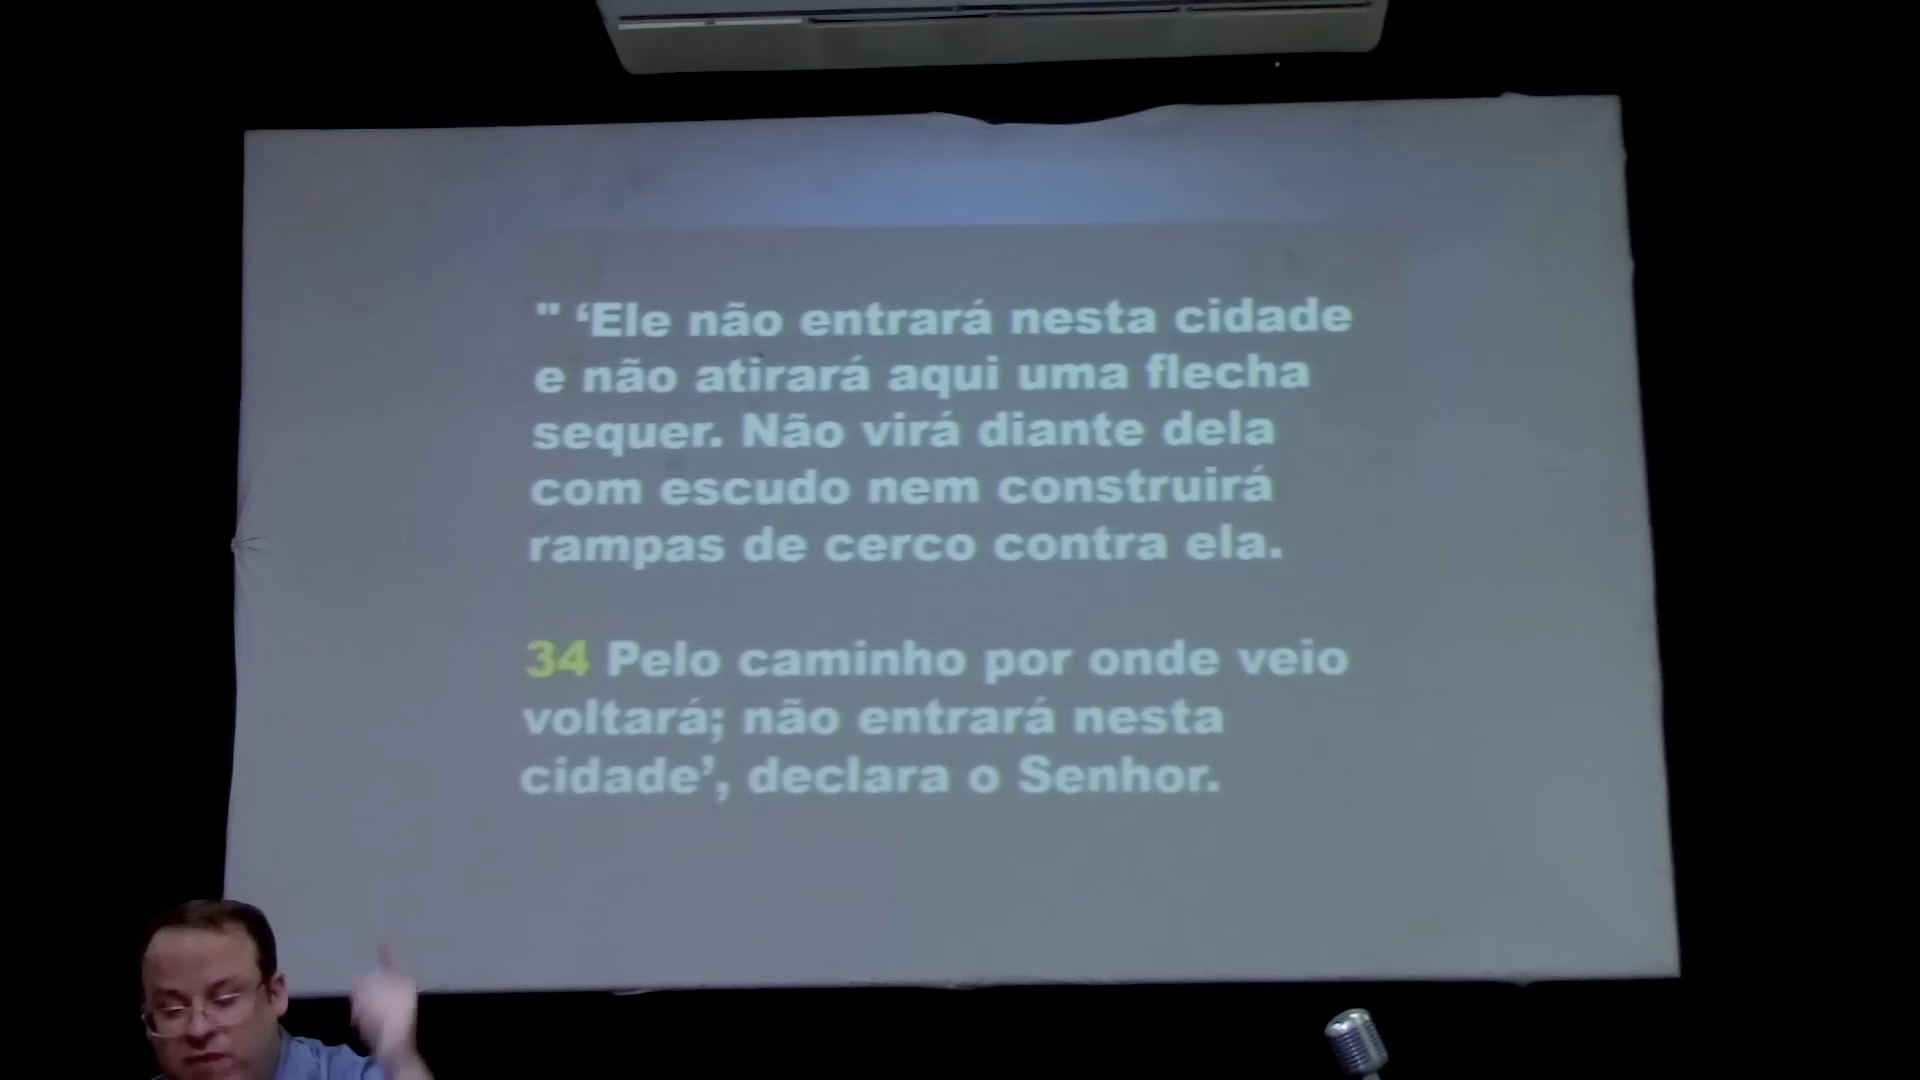 " ‘Ele não entrará nesta cidade
e não atirará aqui uma flecha
sequer. Não virá diante dela
com escudo nem construirá
rampas de cerco contra ela.
34 Pelo caminho por onde veio
voltará; não entrará nesta
cidade’, declara o Senhor.